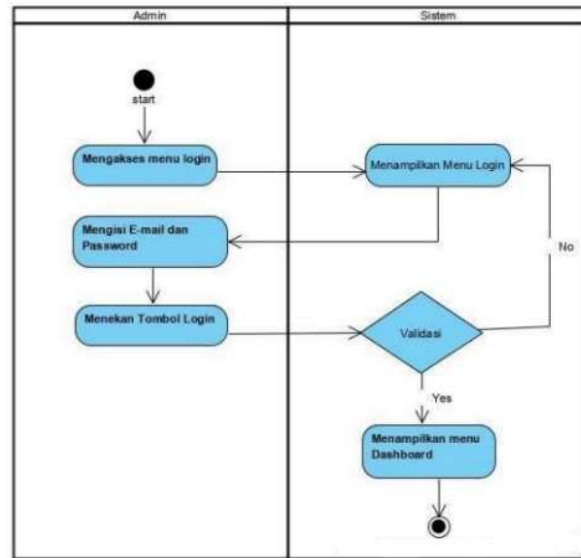 Admin
Sistem
start
Mengakses menu login
Menampilkan Menu Login
Mengisi E-mail dan
Password
No
Menekan Tombol Login
Validasi
Yes
Menampilkan menu
Dashboard